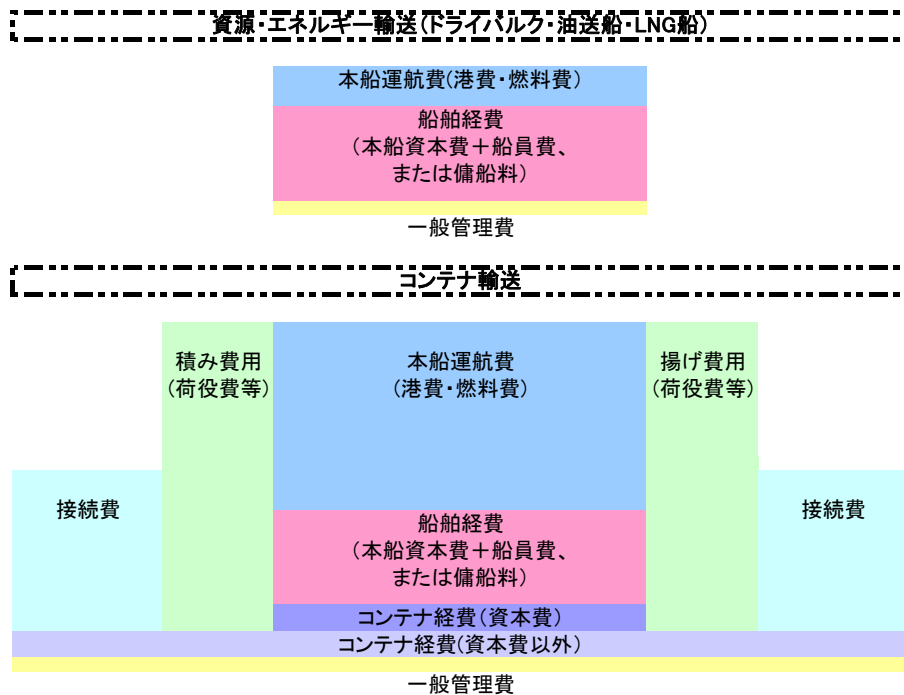 資源・エネルギー輸送（ドライバルク・油送船・LNG船）
本船運航費(港費・燃料費）
船舶経費
（本船資本費＋船員費、
または傭船料）
一般管理費
コンテナ輸送
積み費用
(荷役費等）
本船運航費
（港費・燃料費）
揚げ費用
(荷役費等）
接続費
接続費
船舶経費
（本船資本費＋船員費、
または傭船料）
コンテナ経費（資本費）
コンテナ経費(資本費以外）
一般管理費